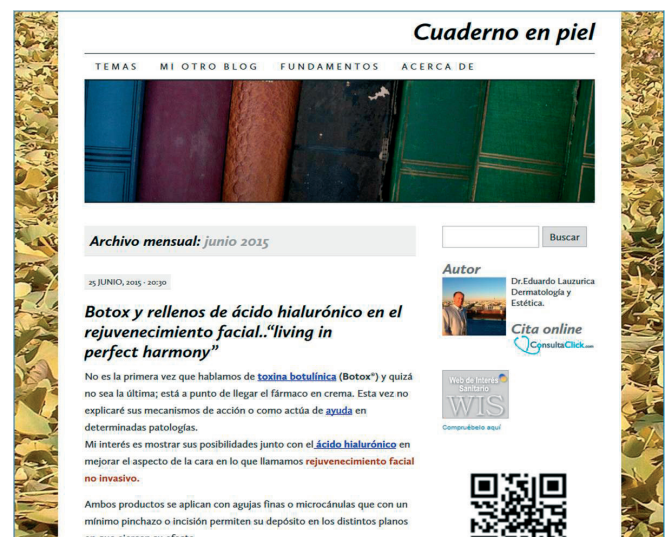 Cuaderno en piel
TEMAS MI OTRO BLOG FUNDAMENTOS ACERCA DE
Archivo mensual: junio 2015
25 JUNIO, 2015 · 20:30
Botox y rellenos de ácido hialurónico en el
rejuvenecimiento facial..“living in
perfect harmony”
No es la primera vez que hablamos de toxina botulínica (Botox®) y quizá
no sea la última; está a punto de llegar el fármaco en crema. Esta vez no
explicaré sus mecanismos de acción o como actúa de ayuda en
determinadas patologías.
Mi interés es mostrar sus posibilidades junto con el ácido hialurónico en
mejorar el aspecto de la cara en lo que llamamos rejuvenecimiento facial
no invasivo.
Ambos productos se aplican con agujas finas o microcánulas que con un
mínimo pinchazo o incisión permiten su depósito en los distintos planos
en que ejercen su efecto
Buscar
Autor
Dr.Eduardo Lauzurica
Dermatología y
Estética.
Cita online
ConsultaClick.com
Web de Interés
Sanitario
WIS
Compruébelo aquí